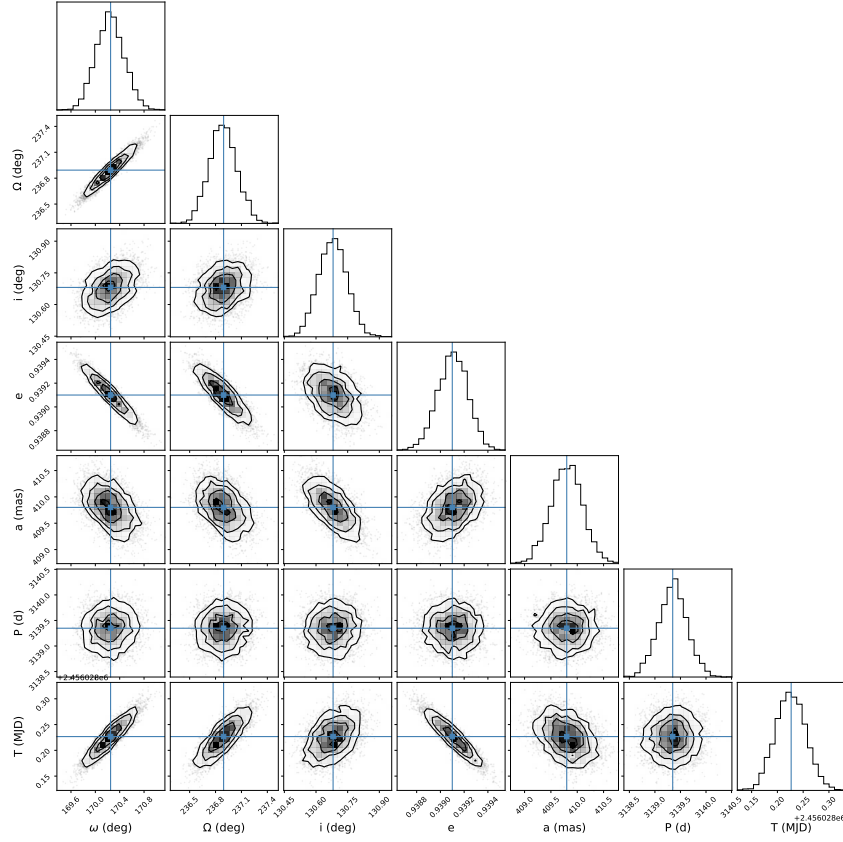 Ω (deg)
237.4
237.1
236.8
236.5
i (deg)
130.90
130.75
130.60
130.45
e
0.9394
0.9392
0.9390
0.9388
a (mas)
410.5
410.0
409.5
409.0
P (d)
3140.5
3140.0
3139.5
3139.0
3138.5
+2.456028e6
T (MJD)
0.30
0.25
0.20
0.15
169.6 170.0 170.4 170.8
ω (deg)
236.5 236.8 237.1 237.4
Ω (deg)
130.45 130.60 130.75 130.90
i (deg)
0.9388 0.9390 0.9392 0.9394
e
409.0 409.5 410.0 410.5
a (mas)
3138.5 3139.0 3139.5 3140.0 3140.5
P (d)
0.15 0.20 0.25 0.30
+2.456028e6
T (MJD)